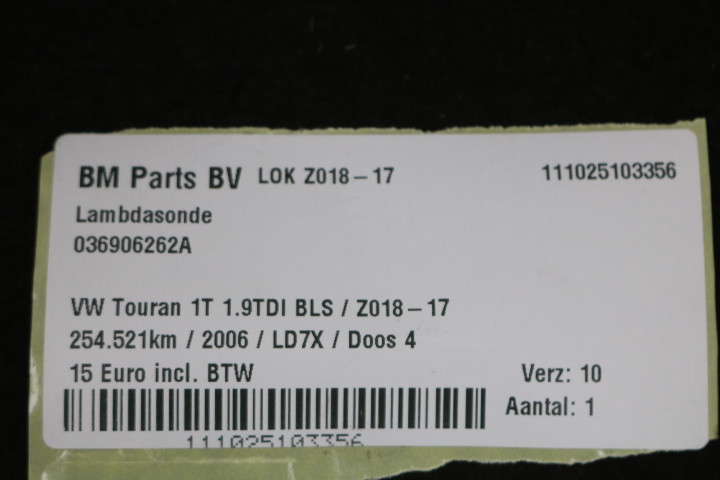 BM Parts BV LOK Z018-17 111025103356
Lambdasonde
036906262A
VW Touran 1T 1.9TDI BLS / Z018-17
254.521km / 2006 / LD7X / Doos 4
15 Euro incl. BTW Verz: 10
Aantal: 1
111025103356